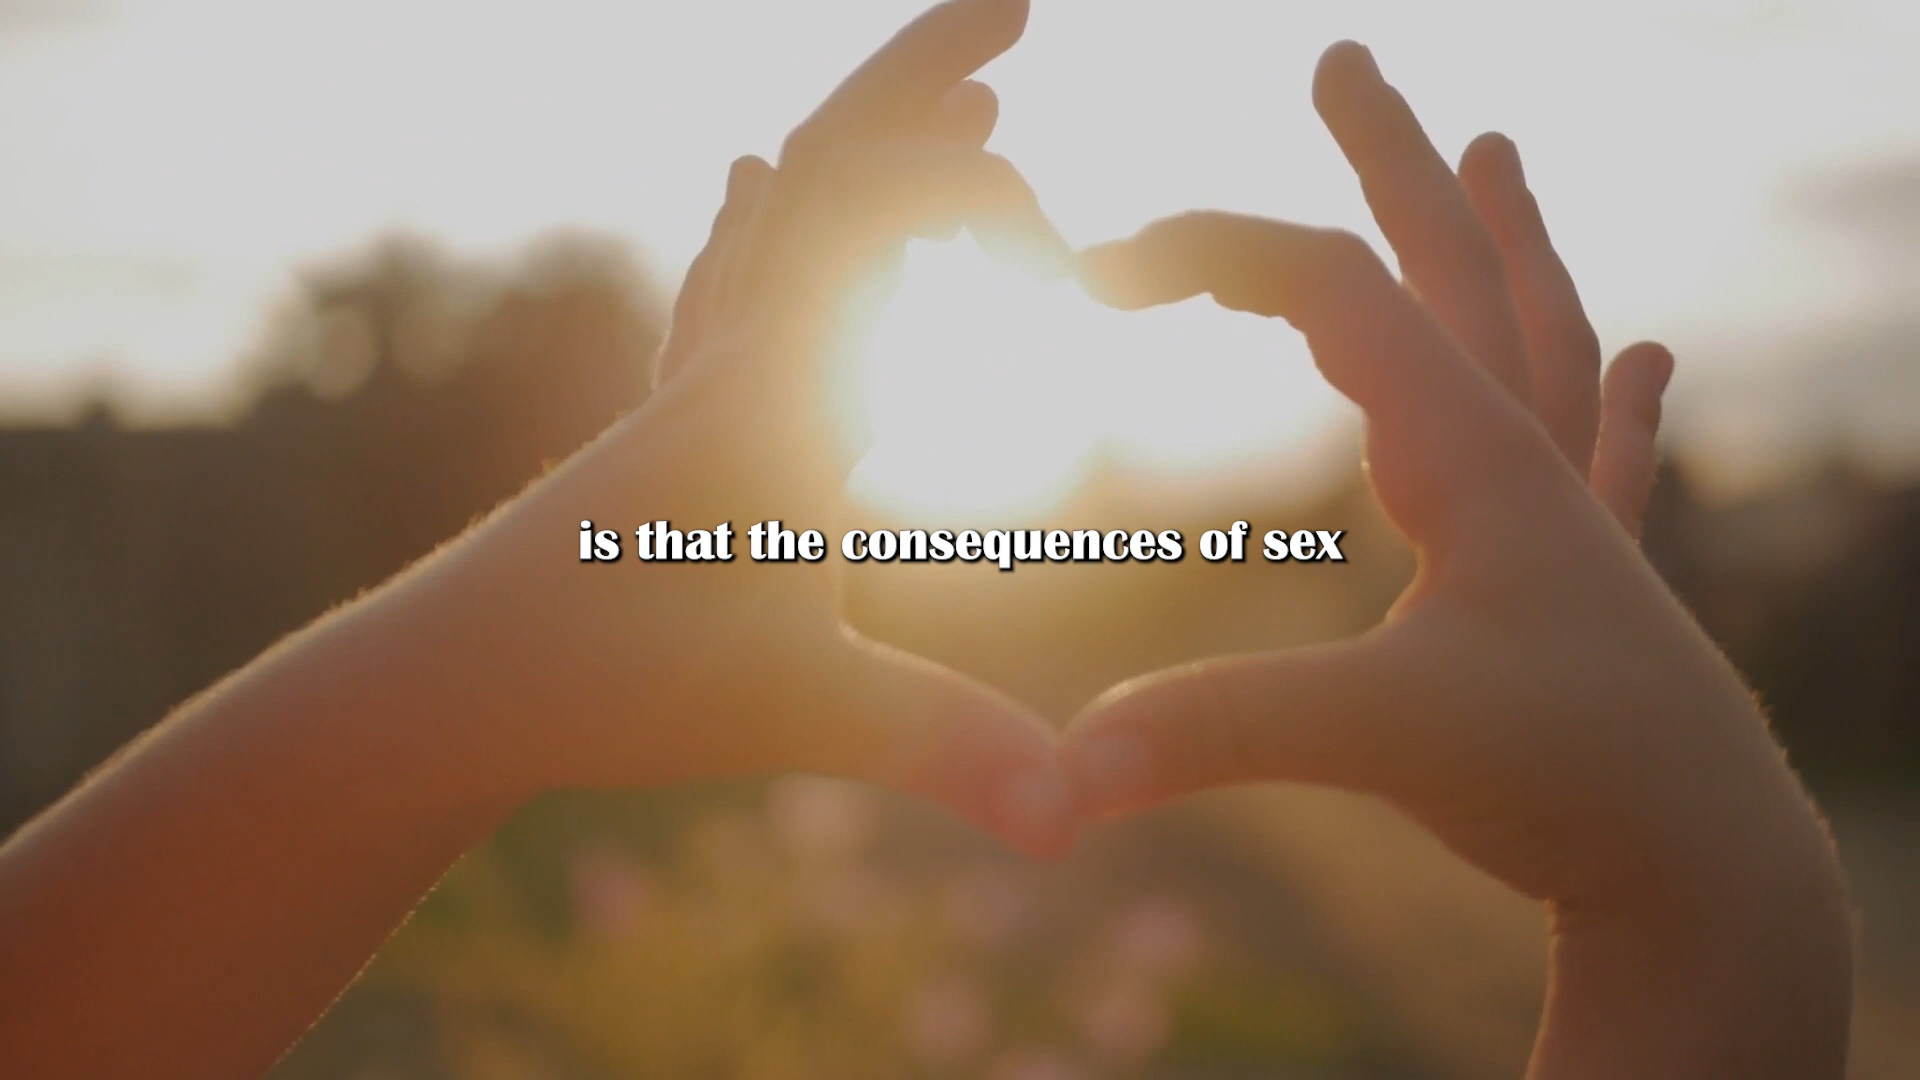 is that the consequences of sex